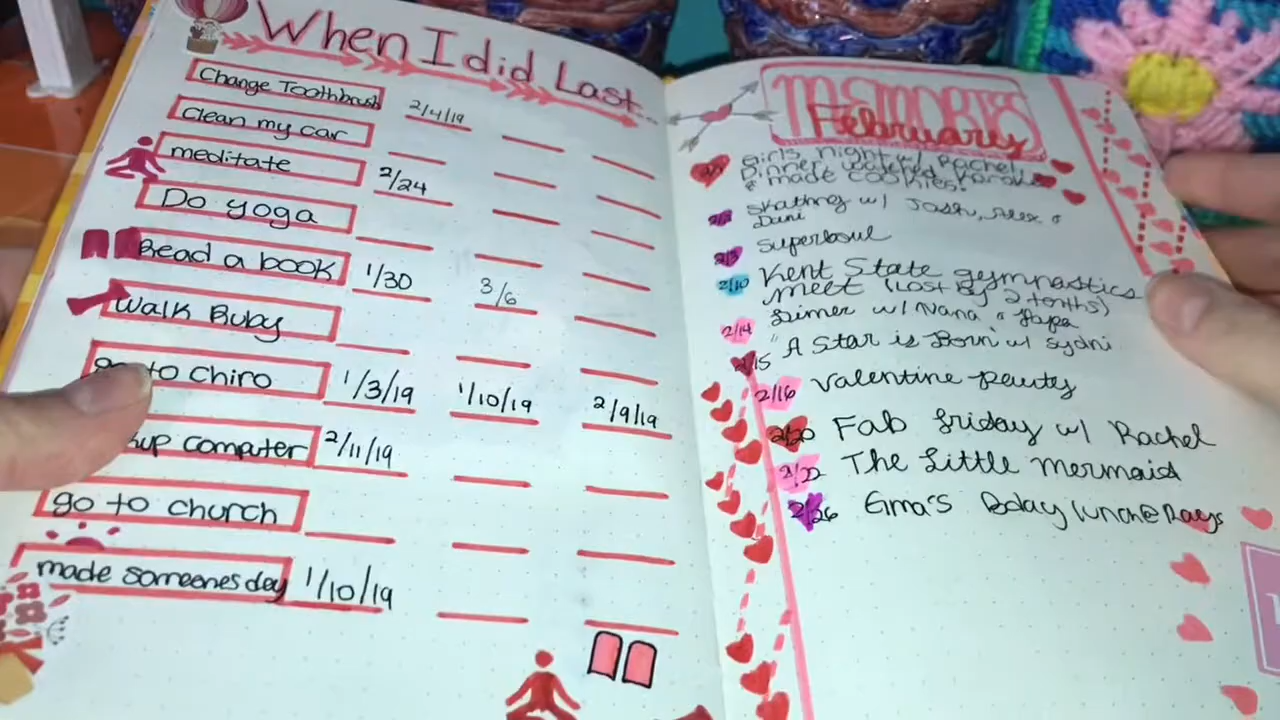 When I did Last...
Change Toothbrush 2/4/19
Clean my car
meditate 2/24
Do yoga
Read a book 1/30 3/6
Walk Ruby
go to chiro 1/3/19 1/10/19 2/9/19
up computer 2/11/19
go to church
made someones day 1/10/19
MEMORIES
February
Girls night w/ Rachel
Dinner, watched Karaoke
& made cookies!
Skating w/ Josh, Alex &
Dani
2/3 Superbowl
2/10 Kent State gymnastics
meet (lost by 2 tenths)
2/14 Dinner w/ Nana & Papa
2/15 "A Star is Born" w/ Sydni
2/16 Valentine Party
2/20 Fab Friday w/ Rachel
2/22 The Little Mermaid
2/26 Ema's Bday lunch @ Rays